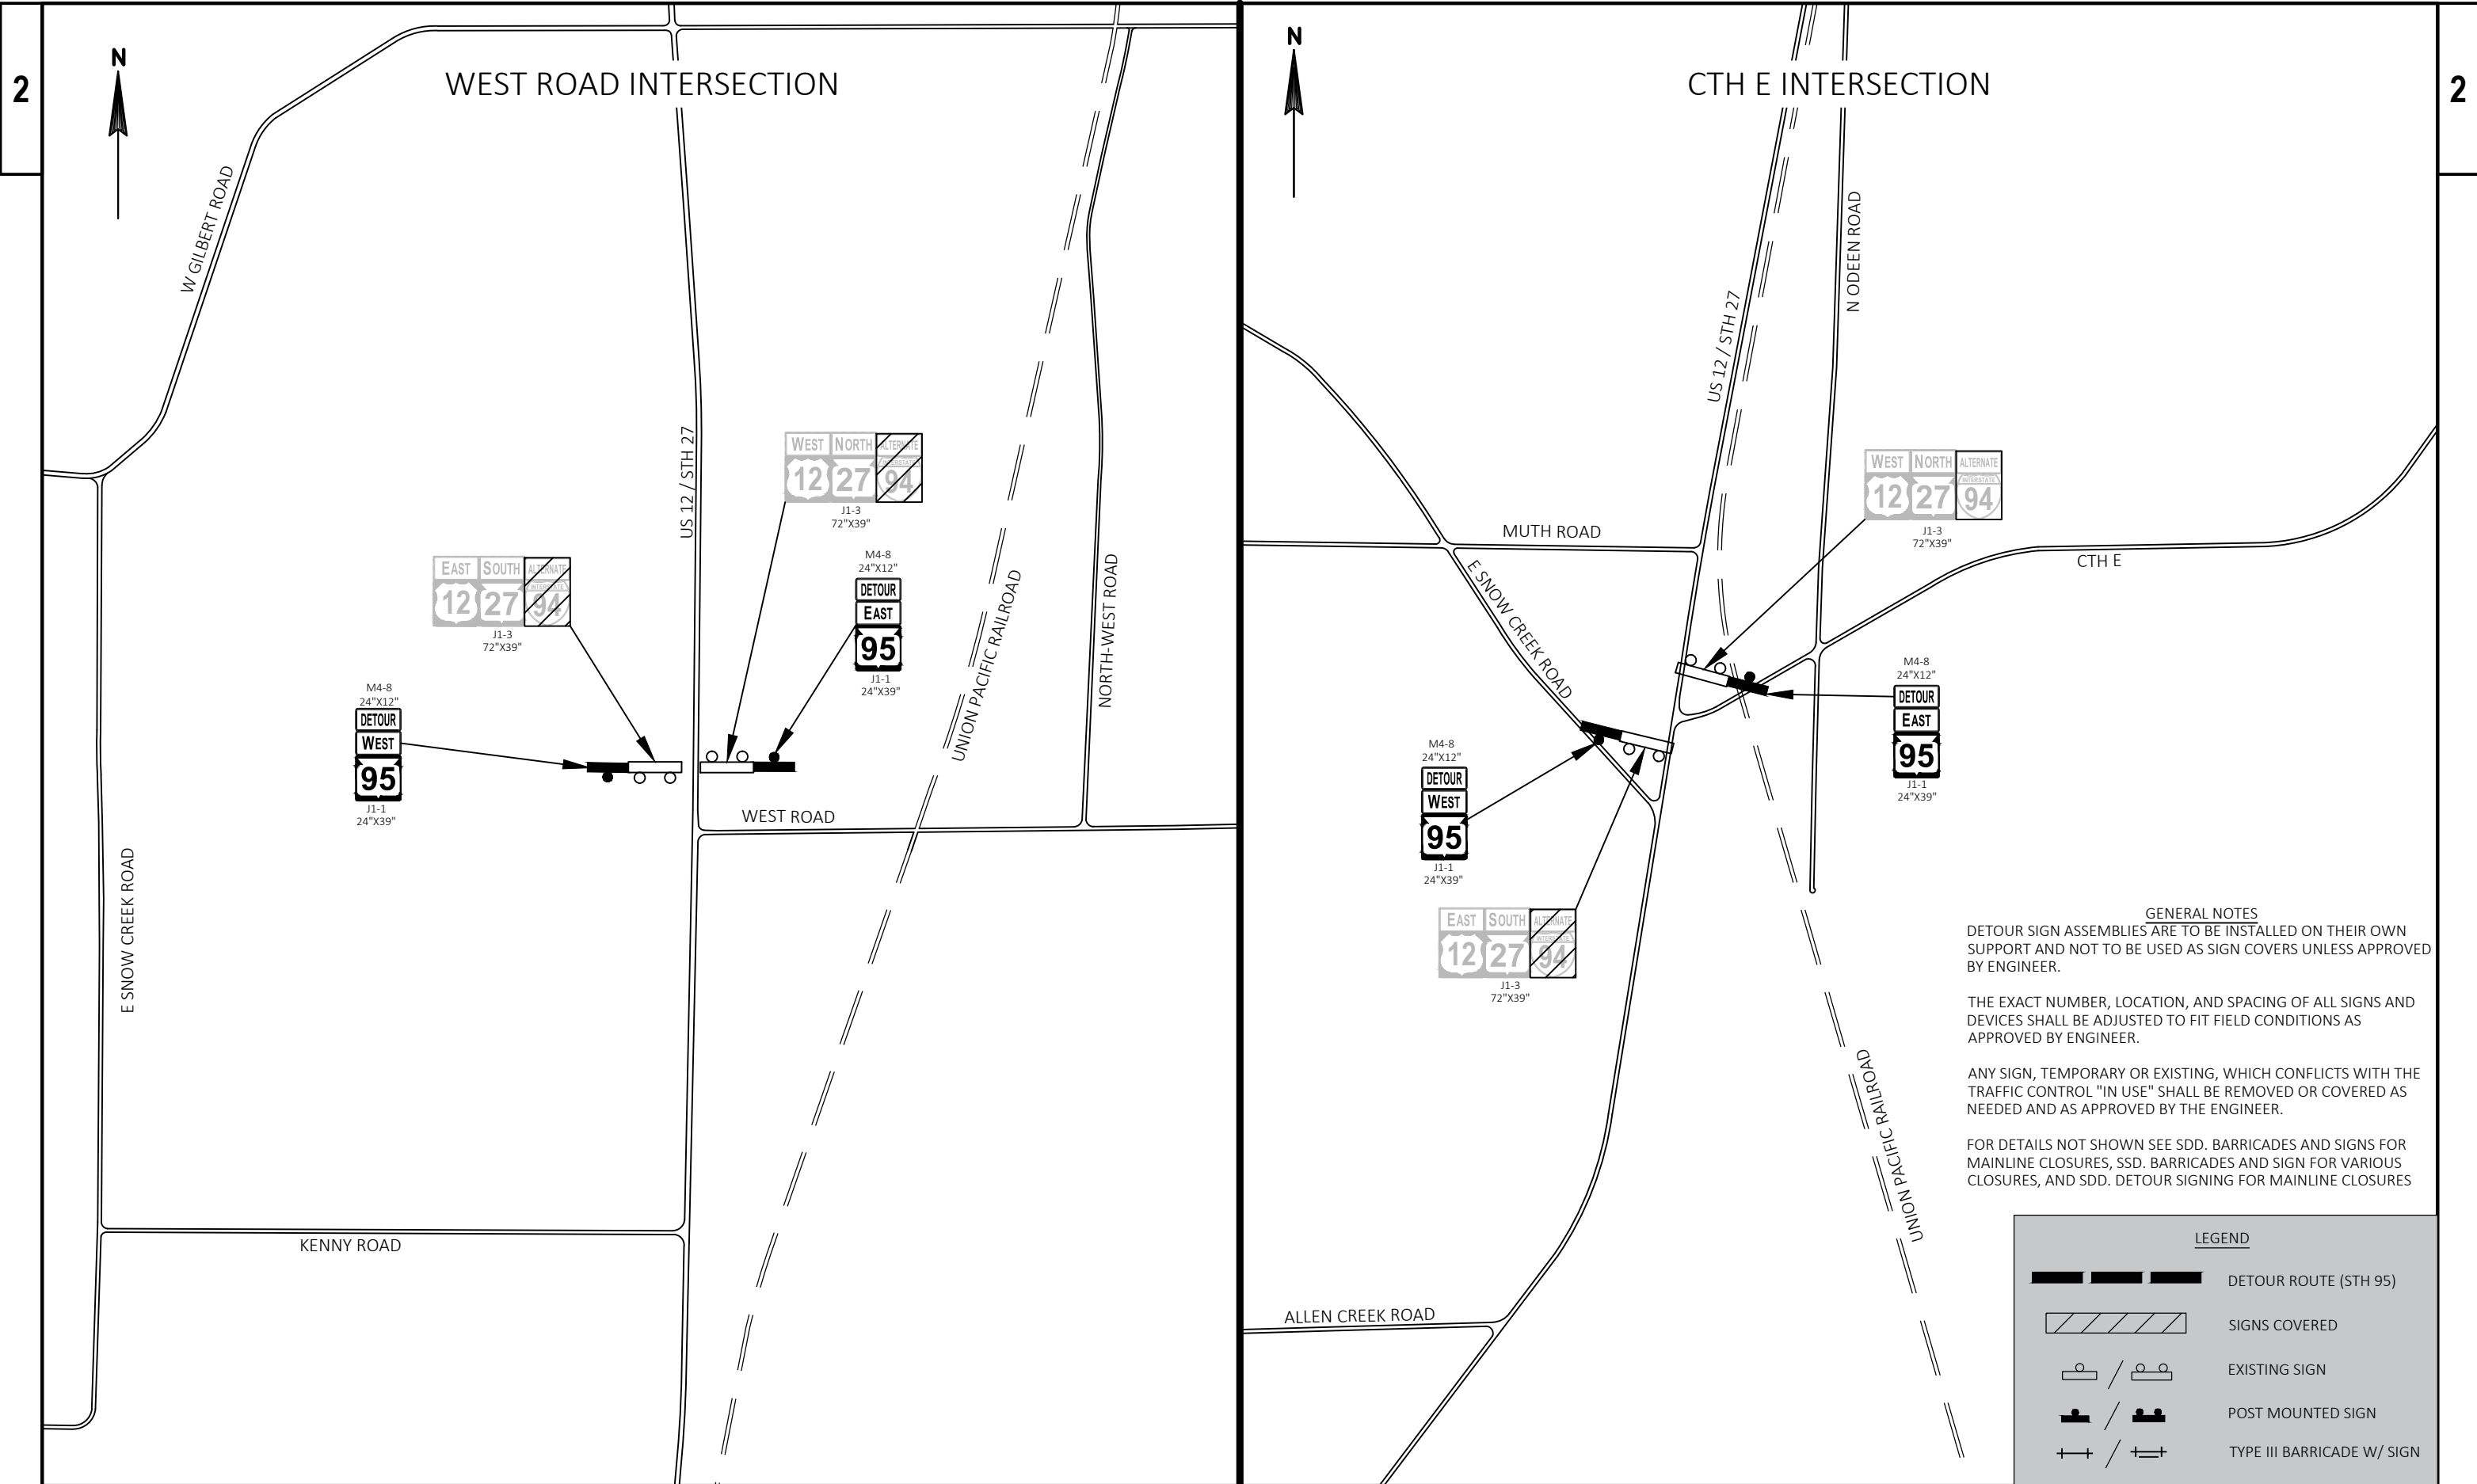 2
N
WEST ROAD INTERSECTION
W GILBERT ROAD
US 12 / STH 27
WEST NORTH ALTERNATE
12 27 INTERSTATE 94
J1-3
72"X39"
M4-8
24"X12"
DETOUR
EAST
95
J1-1
24"X39"
EAST SOUTH ALTERNATE
12 27 INTERSTATE 94
J1-3
72"X39"
M4-8
24"X12"
DETOUR
WEST
95
J1-1
24"X39"
UNION PACIFIC RAILROAD
NORTH-WEST ROAD
WEST ROAD
E SNOW CREEK ROAD
KENNY ROAD
N
CTH E INTERSECTION
2
N ODEEN ROAD
US 12 / STH 27
WEST NORTH ALTERNATE
12 27 INTERSTATE 94
J1-3
72"X39"
MUTH ROAD
CTH E
E SNOW CREEK ROAD
M4-8
24"X12"
DETOUR
EAST
95
J1-1
24"X39"
M4-8
24"X12"
DETOUR
WEST
95
J1-1
24"X39"
EAST SOUTH ALTERNATE
12 27 INTERSTATE 94
J1-3
72"X39"
UNION PACIFIC RAILROAD
ALLEN CREEK ROAD
GENERAL NOTES
DETOUR SIGN ASSEMBLIES ARE TO BE INSTALLED ON THEIR OWN
SUPPORT AND NOT TO BE USED AS SIGN COVERS UNLESS APPROVED
BY ENGINEER.
THE EXACT NUMBER, LOCATION, AND SPACING OF ALL SIGNS AND
DEVICES SHALL BE ADJUSTED TO FIT FIELD CONDITIONS AS
APPROVED BY ENGINEER.
ANY SIGN, TEMPORARY OR EXISTING, WHICH CONFLICTS WITH THE
TRAFFIC CONTROL "IN USE" SHALL BE REMOVED OR COVERED AS
NEEDED AND AS APPROVED BY THE ENGINEER.
FOR DETAILS NOT SHOWN SEE SDD. BARRICADES AND SIGNS FOR
MAINLINE CLOSURES, SSD. BARRICADES AND SIGN FOR VARIOUS
CLOSURES, AND SDD. DETOUR SIGNING FOR MAINLINE CLOSURES
LEGEND
DETOUR ROUTE (STH 95)
SIGNS COVERED
EXISTING SIGN
POST MOUNTED SIGN
TYPE III BARRICADE W/ SIGN